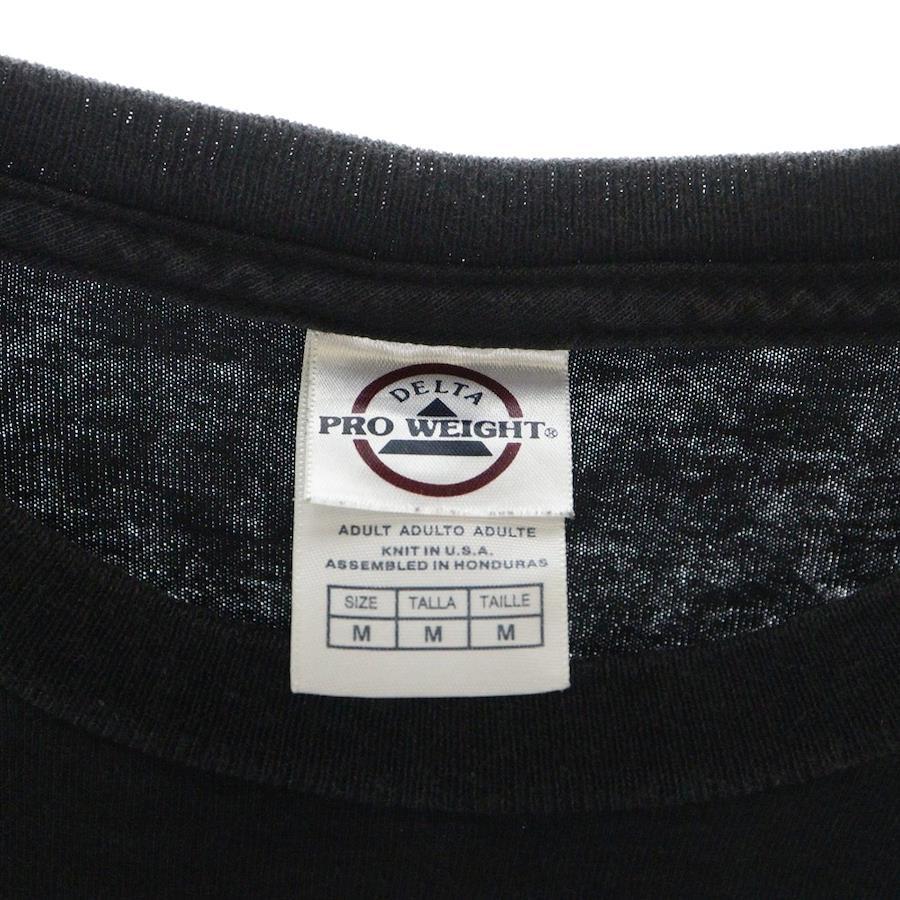 DELTA
PRO WEIGHT®
ADULT ADULTO ADULTE
KNIT IN U.S.A.
ASSEMBLED IN HONDURAS
SIZE TALLA TAILLE
M M M